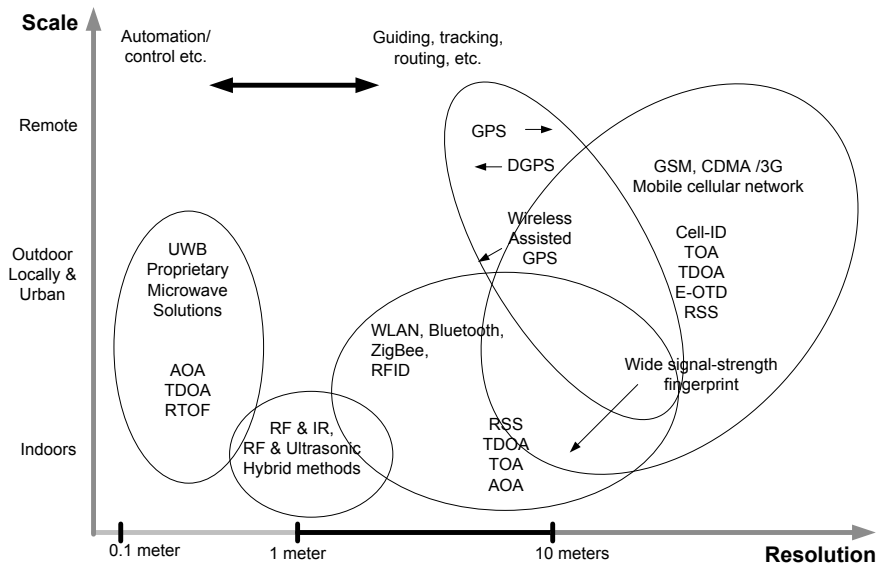 Scale
Automation/
control etc.
Guiding, tracking,
routing, etc.
Remote
GPS
DGPS
GSM, CDMA /3G
Mobile cellular network
Wireless
Assisted
GPS
Cell-ID
TOA
TDOA
E-OTD
RSS
Outdoor
Locally &
Urban
UWB
Proprietary
Microwave
Solutions
AOA
TDOA
RTOF
WLAN, Bluetooth,
ZigBee,
RFID
Wide signal-strength
fingerprint
Indoors
RF & IR,
RF & Ultrasonic
Hybrid methods
RSS
TDOA
TOA
AOA
0.1 meter
1 meter
10 meters
Resolution